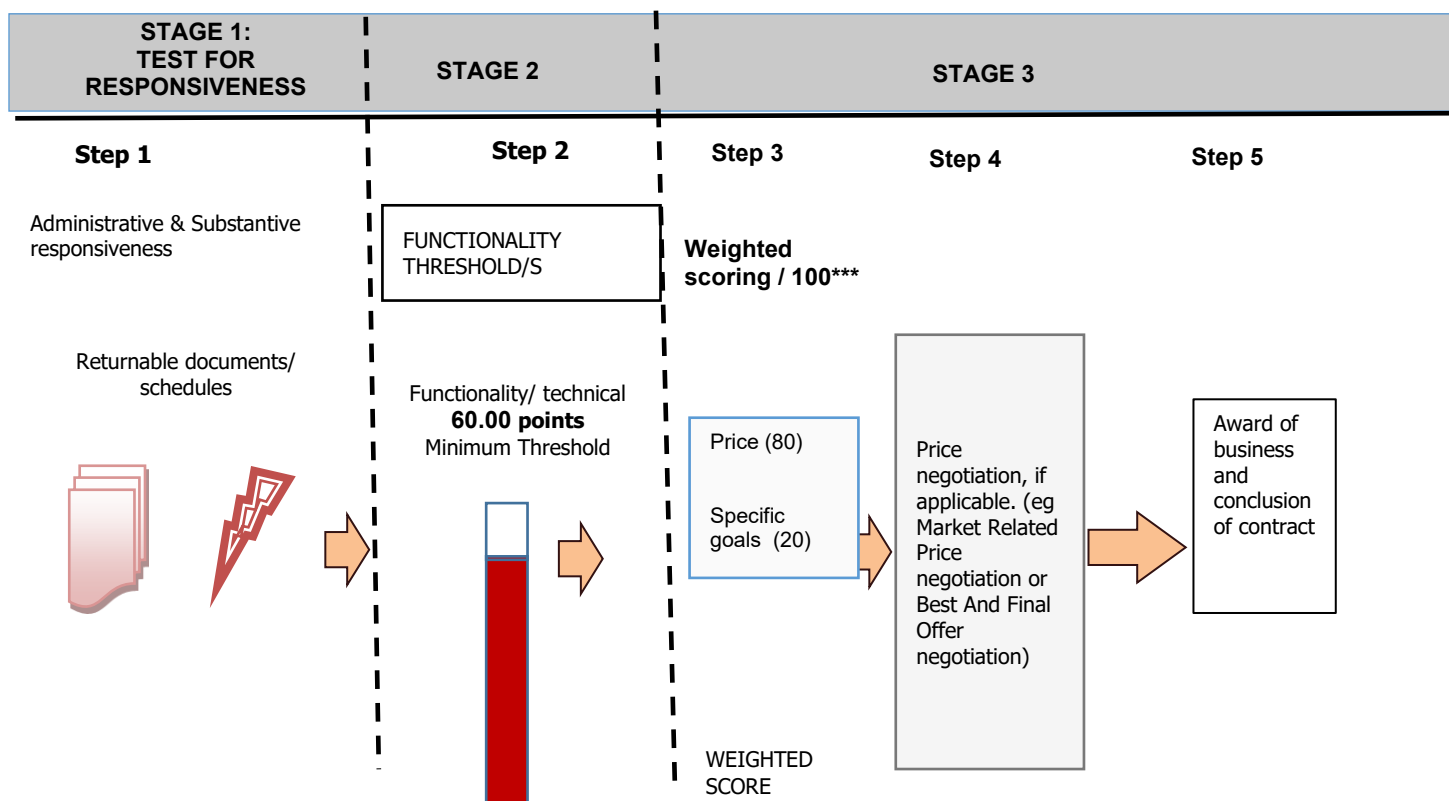 STAGE 1:
TEST FOR
RESPONSIVENESS
STAGE 2
STAGE 3
Step 1
Step 2
Step 3
Step 4
Step 5
Administrative & Substantive
responsiveness
FUNCTIONALITY
THRESHOLD/S
Weighted
scoring / 100***
Returnable documents/
schedules
Functionality/ technical
60.00 points
Minimum Threshold
Price (80)
Specific
goals (20)
Price
negotiation, if
applicable. (eg
Market Related
Price
negotiation or
Best And Final
Offer
negotiation)
Award of
business
and
conclusion
of contract
WEIGHTED
SCORE